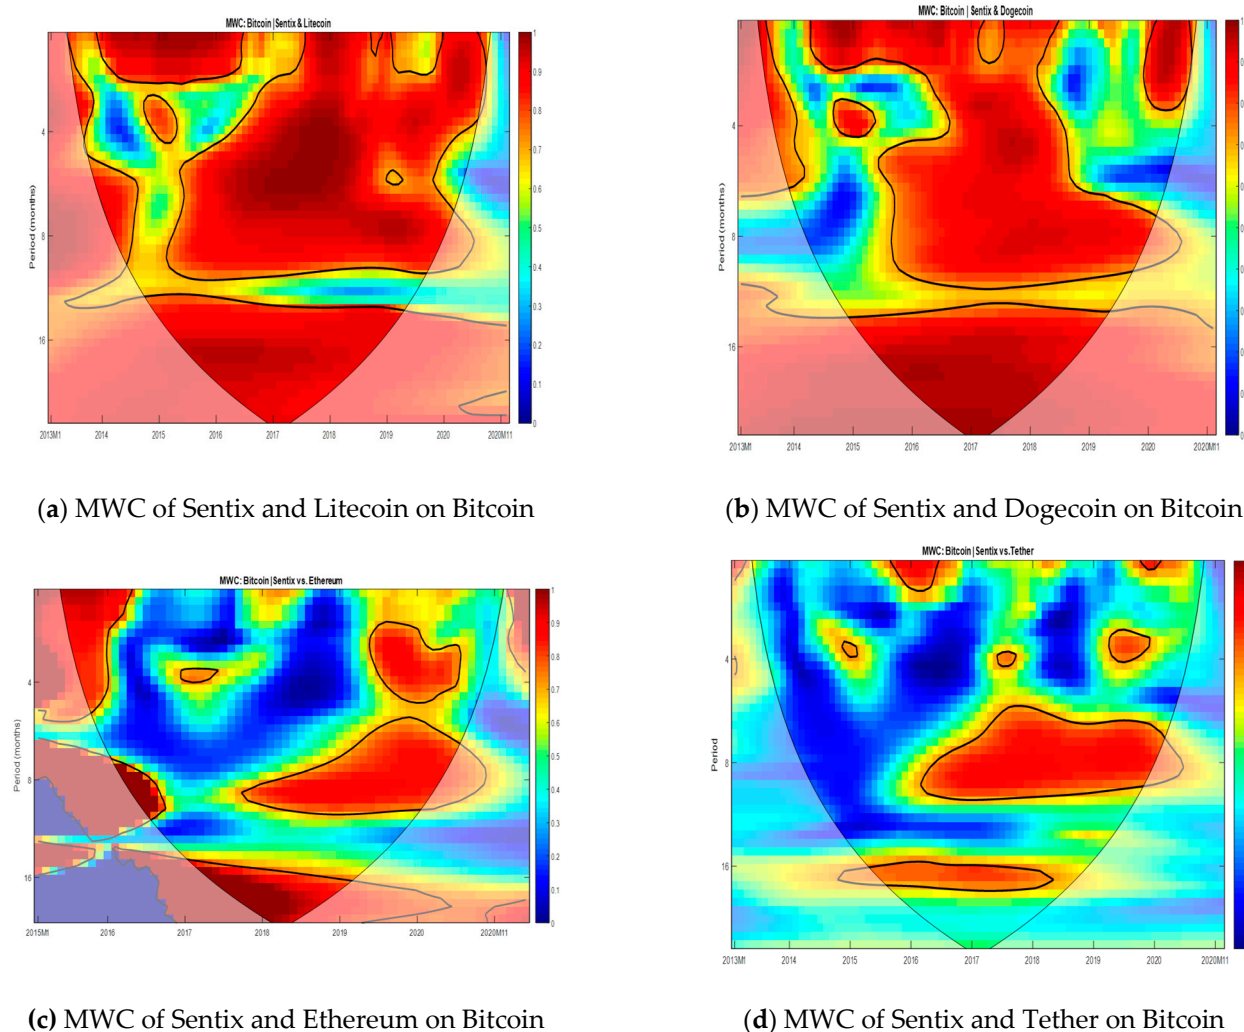 MWC: Bitcoin|Sentix & Litecoin
Period (months)
4
8
16
2013M1 2014 2015 2016 2017 2018 2019 2020 2020M11
1
0.9
0.8
0.7
0.6
0.5
0.4
0.3
0.2
0.1
0
(a) MWC of Sentix and Litecoin on Bitcoin
MWC: Bitcoin | Sentix & Dogecoin
Period (months)
4
8
16
2013M1 2014 2015 2016 2017 2018 2019 2020 2020M11
(b) MWC of Sentix and Dogecoin on Bitcoin
MWC: Bitcoin|Sentix vs. Ethereum
Period (months)
4
8
16
2015M1 2016 2017 2018 2019 2020 2020M11
1
0.9
0.8
0.7
0.6
0.5
0.4
0.3
0.2
0.1
0
(c) MWC of Sentix and Ethereum on Bitcoin
MWC: Bitcoin|Sentix vs.Tether
Period
4
8
16
2013M1 2014 2015 2016 2017 2018 2019 2020 2020M11
(d) MWC of Sentix and Tether on Bitcoin